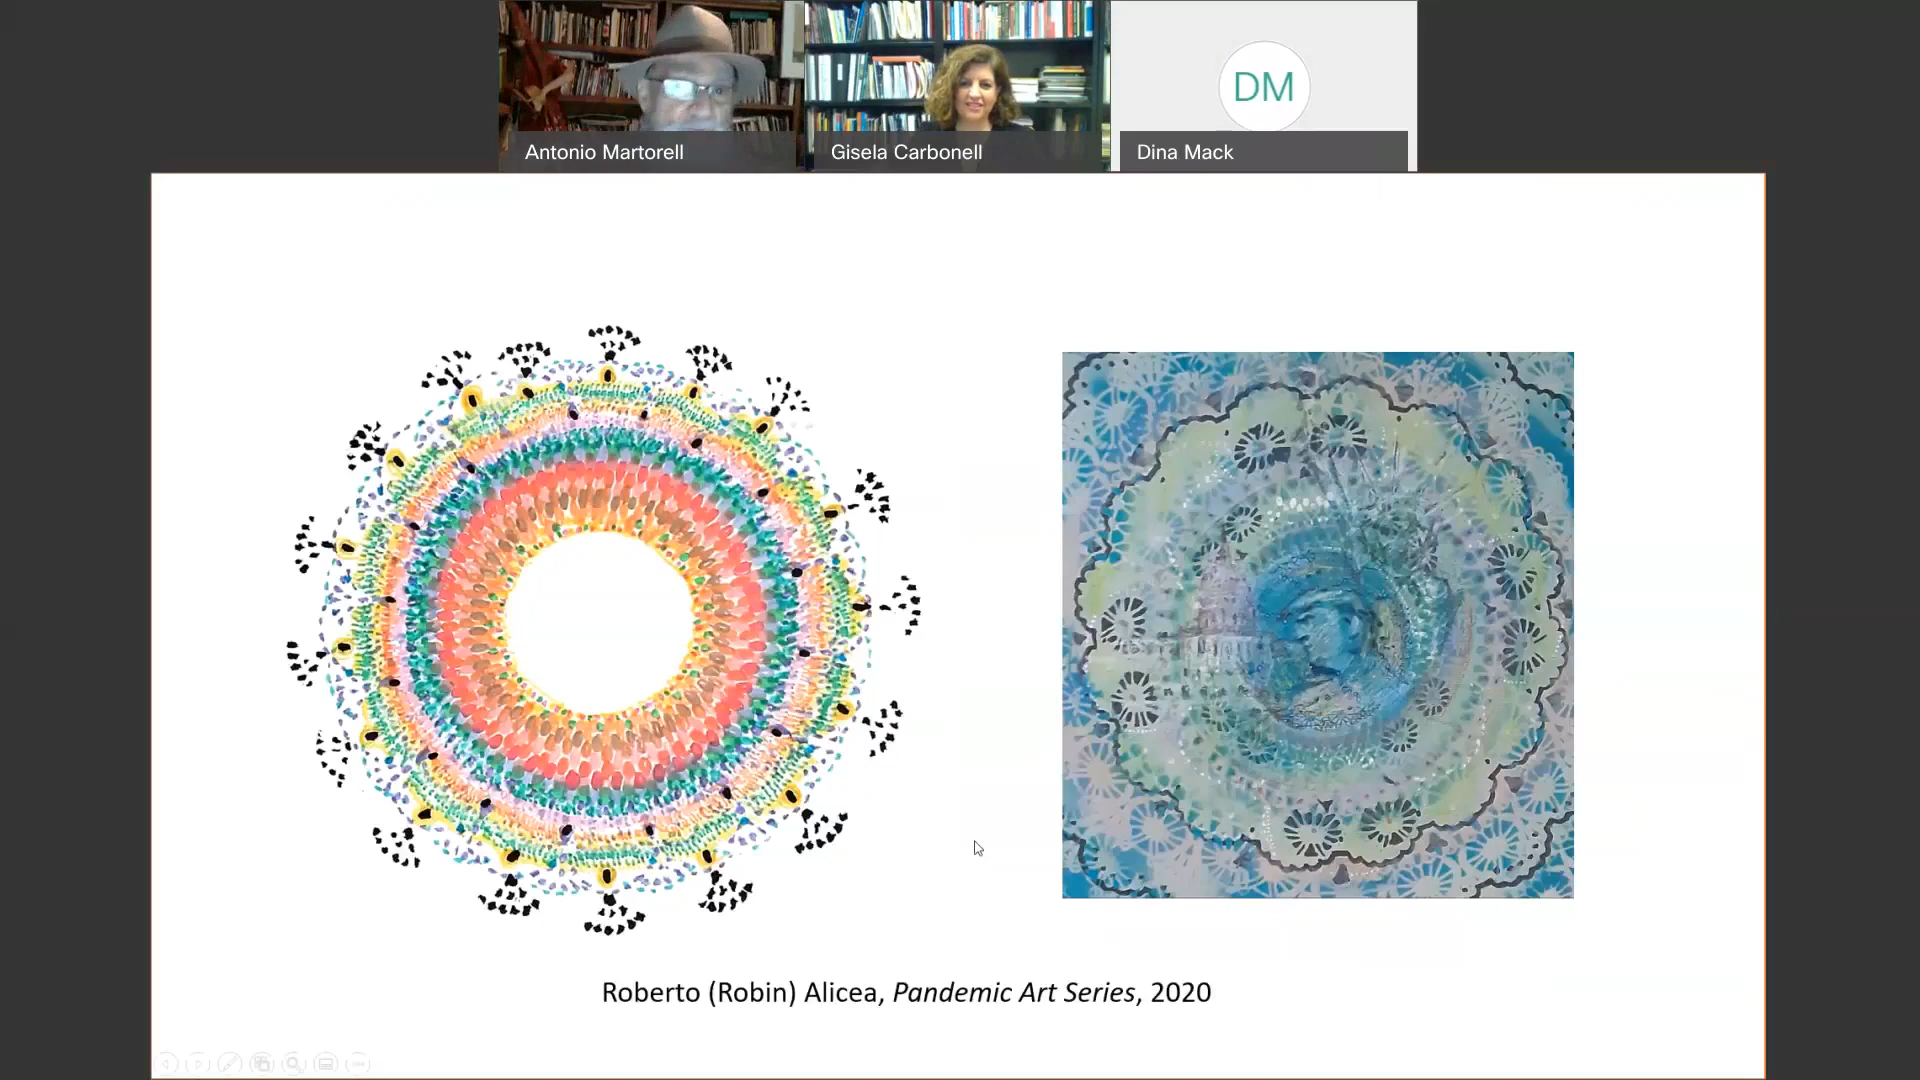 DM
Antonio Martorell
Gisela Carbonell
Dina Mack
Roberto (Robin) Alicea, Pandemic Art Series, 2020